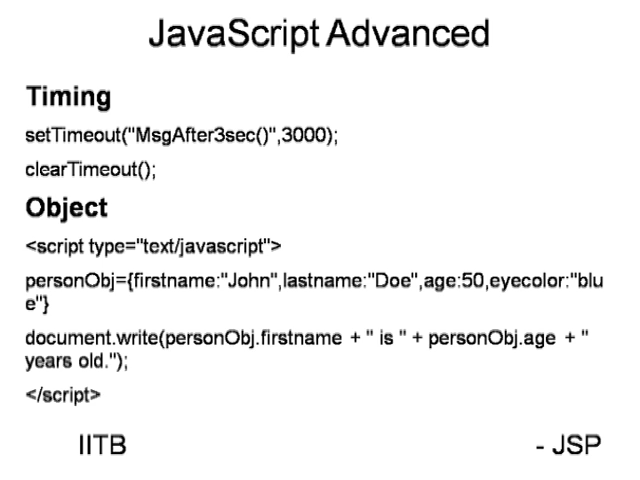 JavaScript Advanced
Timing
setTimeout("MsgAfter3sec()",3000);
clearTimeout();
Object
<script type="text/javascript">
personObj={firstname:"John",lastname:"Doe",age:50,eyecolor:"blu
e"}
document.write(personObj.firstname + " is " + personObj.age + "
years old.");
</script>
IITB - JSP